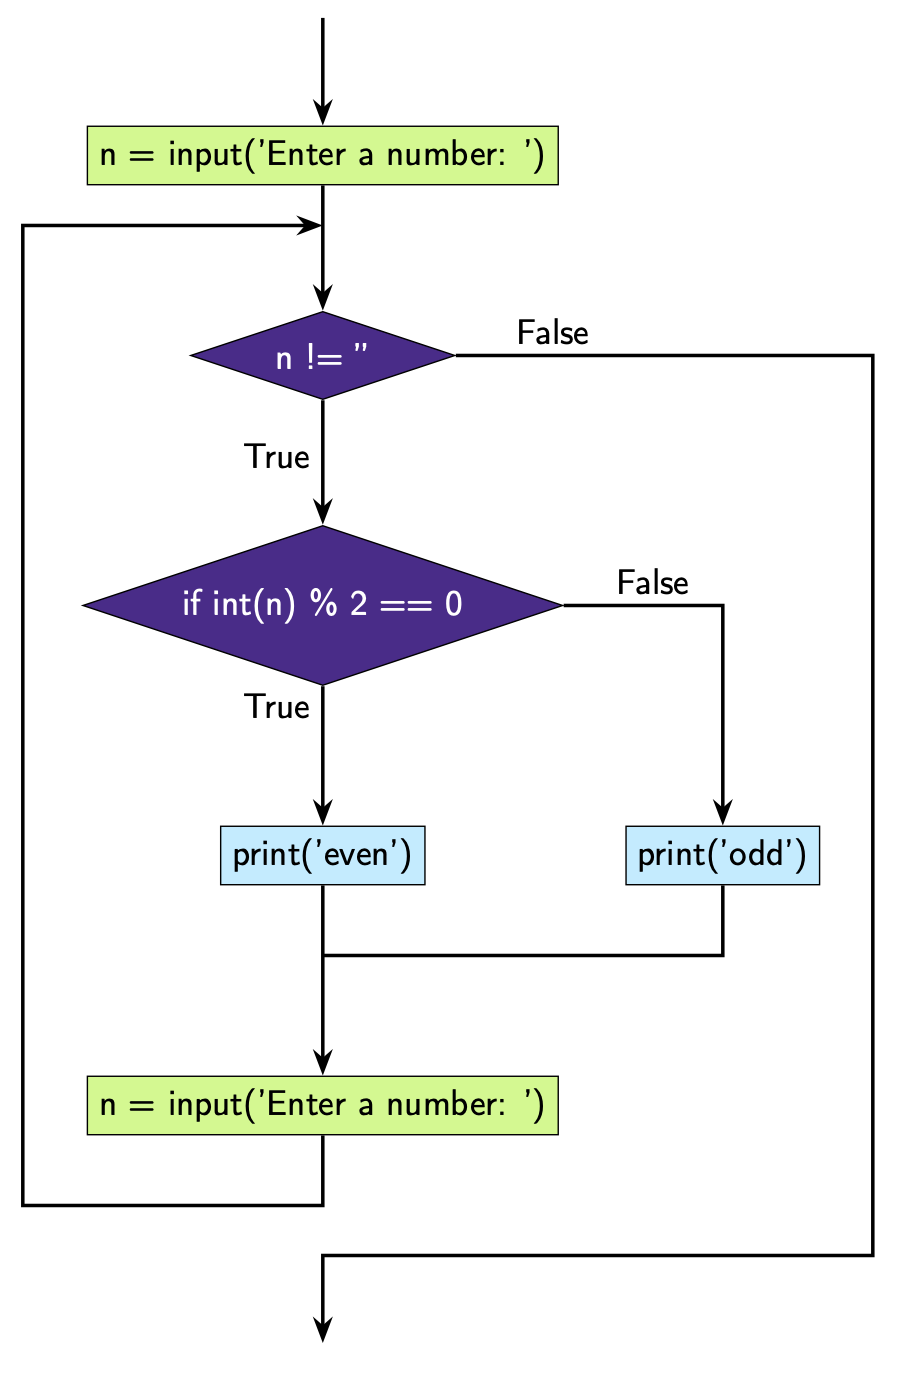 n = input('Enter a number: ')
n != ''
False
True
if int(n) % 2 == 0
False
True
print('even')
print('odd')
n = input('Enter a number: ')